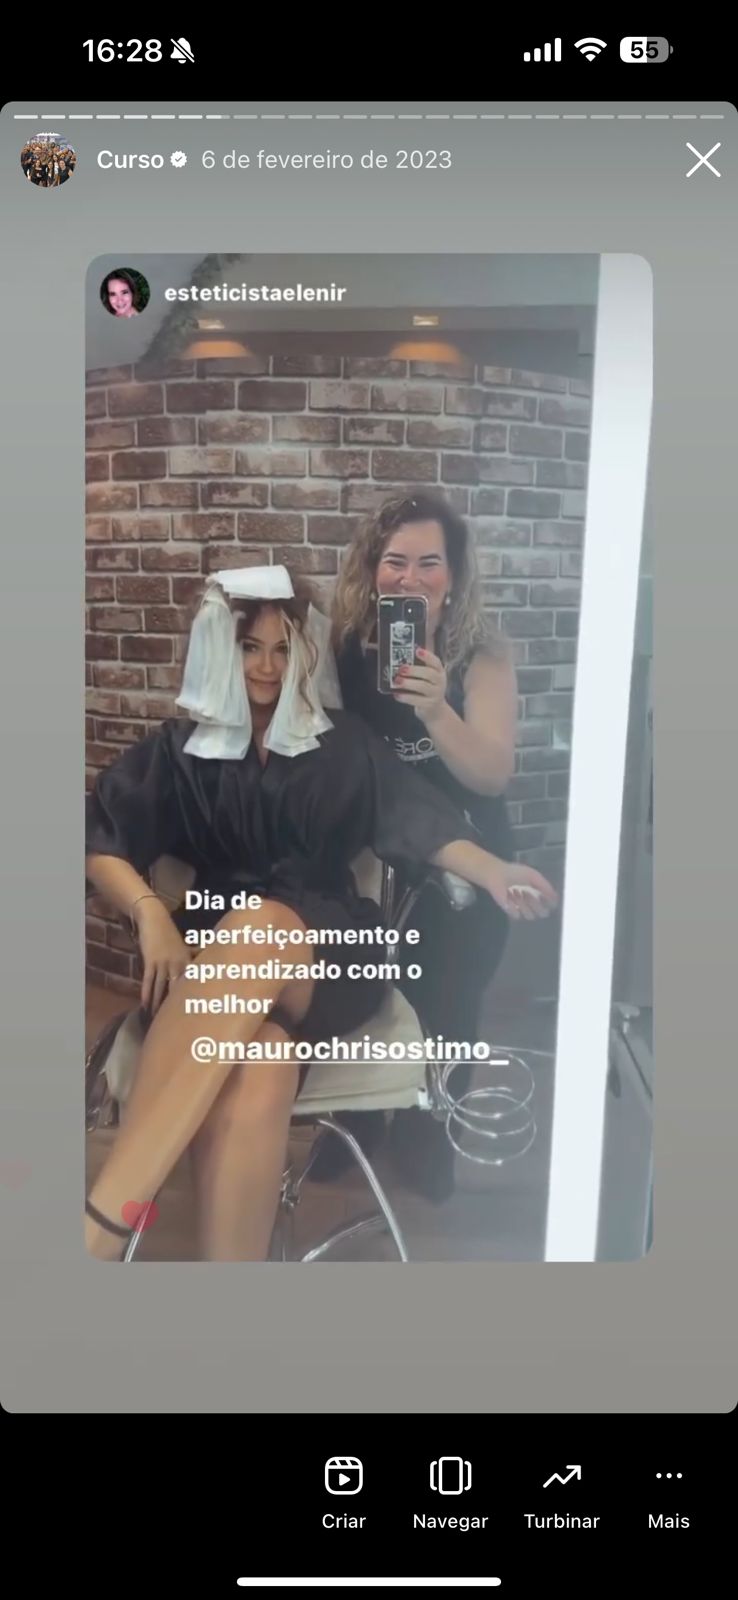 16:28
55
Curso 6 de fevereiro de 2023
esteticistaelenir
Dia de
aperfeiçoamento e
aprendizado com o
melhor
@maurochrisostimo_
Criar Navegar Turbinar Mais